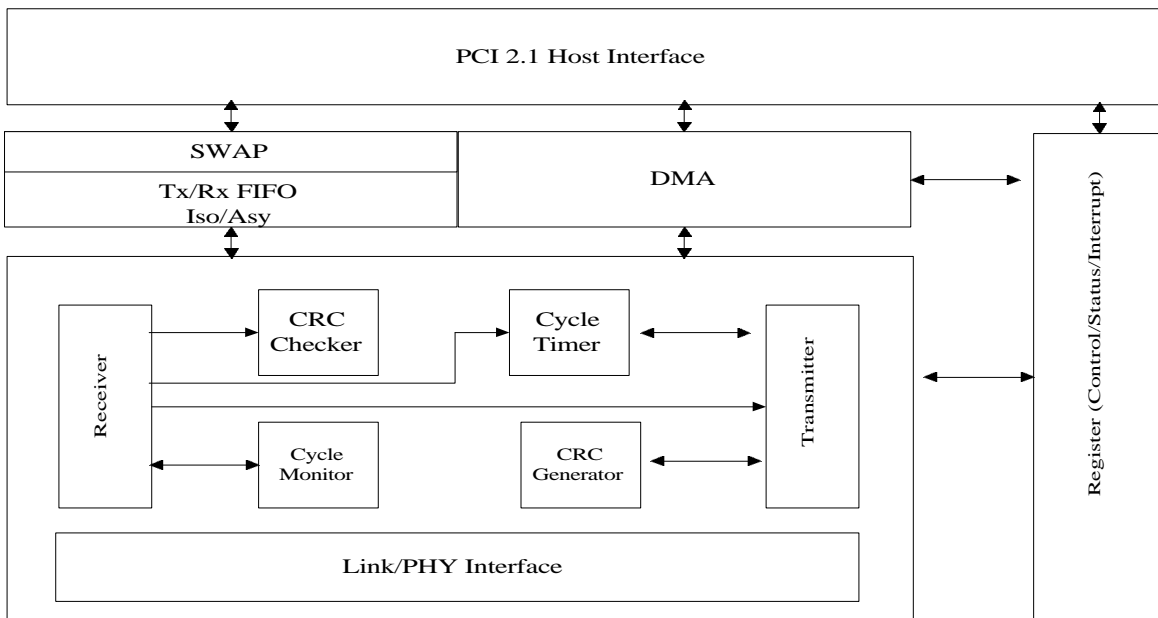 PCI 2.1 Host Interface
SWAP
Tx/Rx FIFO
Iso/Asy
DMA
Register (Control/Status/Interrupt)
Receiver
CRC
Checker
Cycle
Timer
Transmitter
Cycle
Monitor
CRC
Generator
Link/PHY Interface